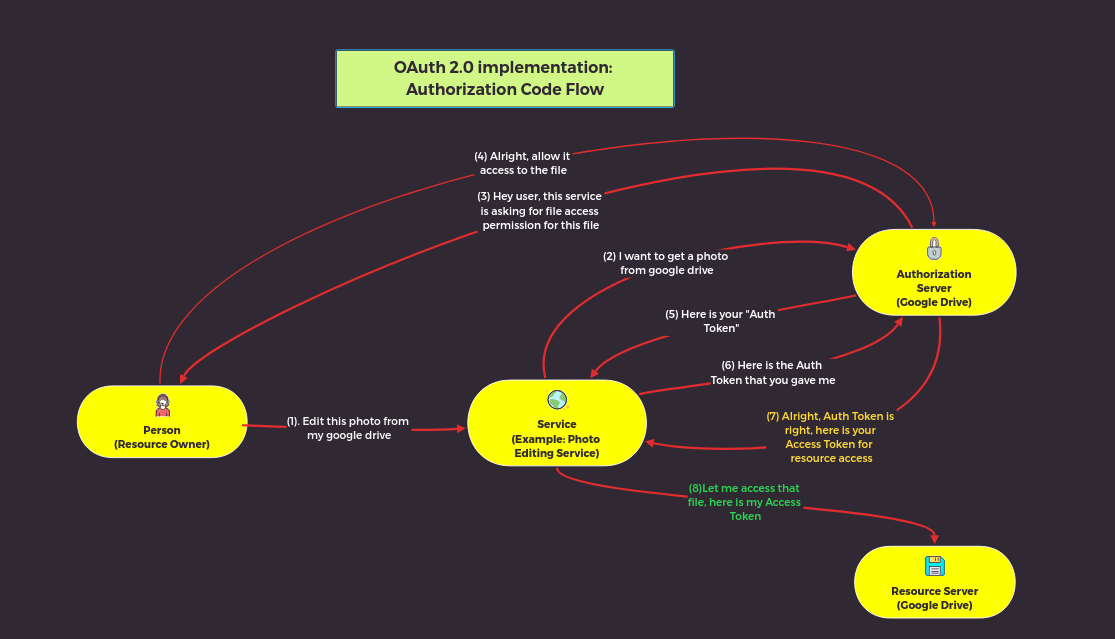 OAuth 2.0 implementation:
Authorization Code Flow
(4) Alright, allow it
access to the file
(3) Hey user, this service
is asking for file access
permission for this file
(2) I want to get a photo
from google drive
Authorization
Server
(Google Drive)
(5) Here is your "Auth
Token"
(6) Here is the Auth
Token that you gave me
Person
(Resource Owner)
(1). Edit this photo from
my google drive
Service
(Example: Photo
Editing Service)
(7) Alright, Auth Token is
right, here is your
Access Token for
resource access
(8)Let me access that
file, here is my Access
Token
Resource Server
(Google Drive)